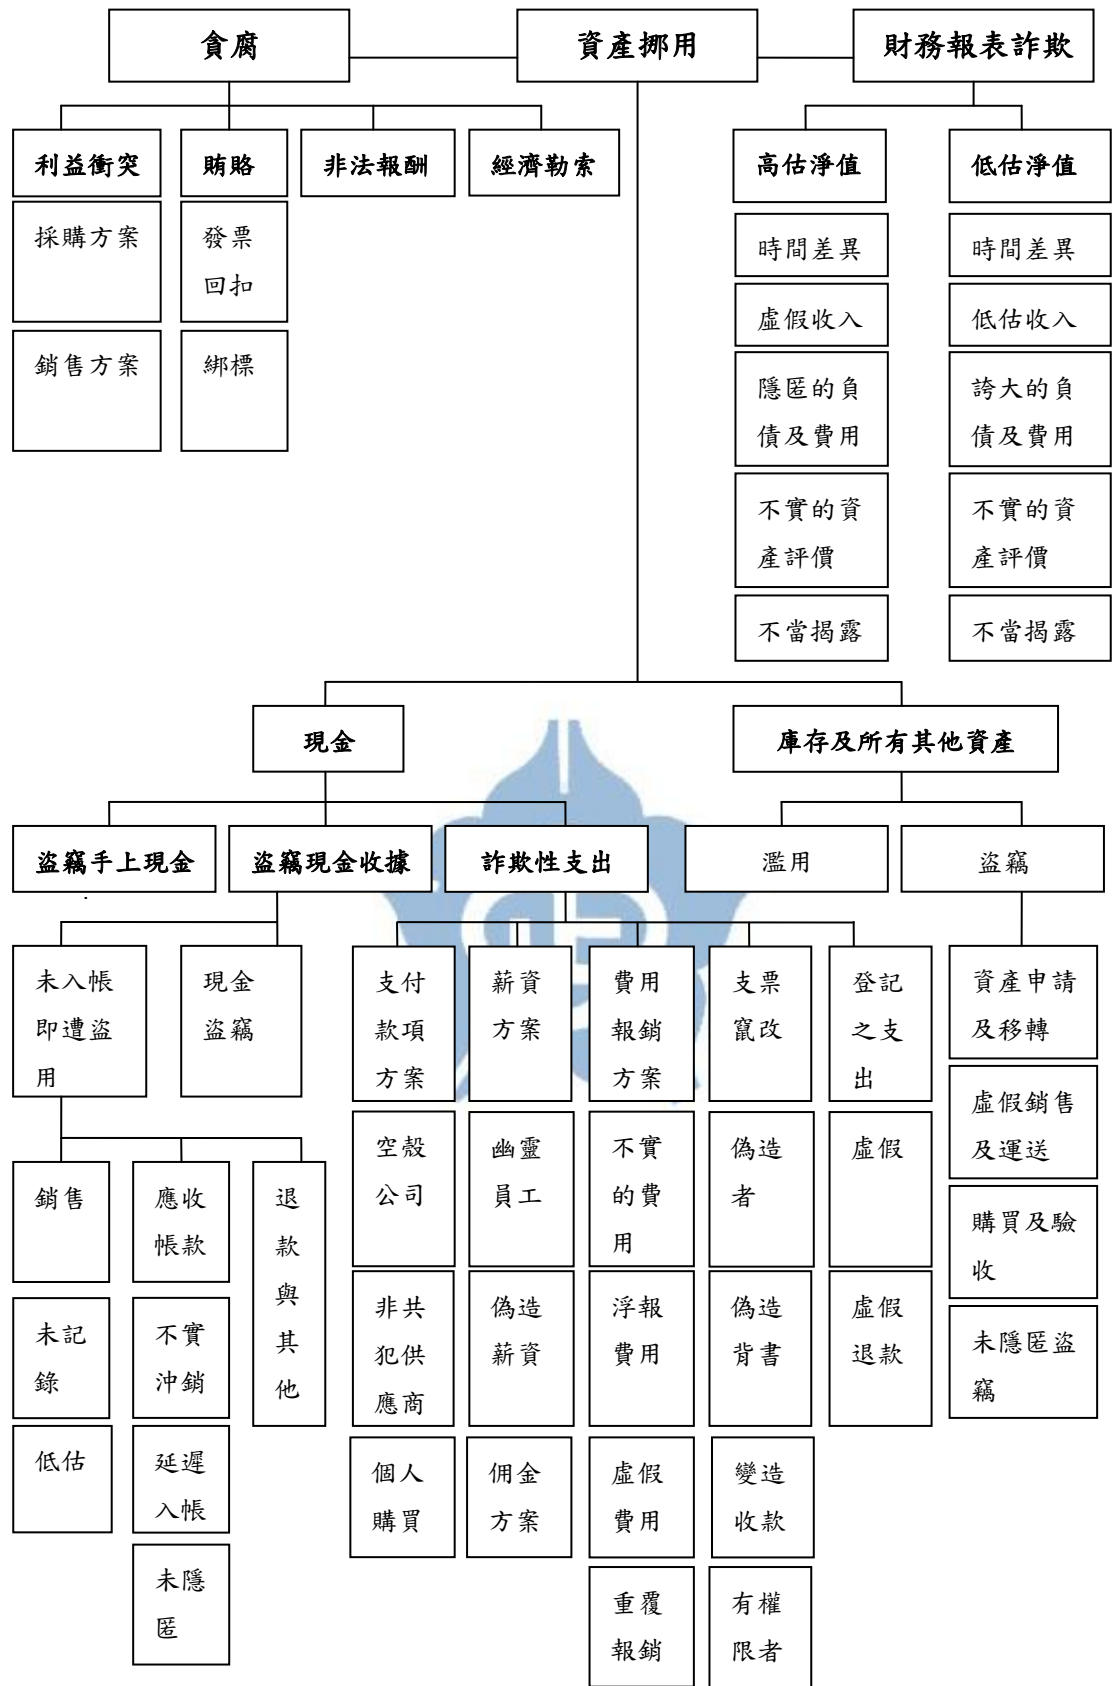 貪腐
資產挪用
財務報表詐欺
利益衝突
賄賂
非法報酬
經濟勒索
高估淨值
低估淨值
採購方案
發票
回扣
銷售方案
綁標
時間差異
虛假收入
隱匿的負
債及費用
不實的資
產評價
不當揭露
時間差異
低估收入
誇大的負
債及費用
不實的資
產評價
不當揭露
現金
庫存及所有其他資產
盜竊手上現金
盜竊現金收據
詐欺性支出
濫用
盜竊
未入帳
即遭盜
用
現金
盜竊
支付
款項
方案
薪資
方案
費用
報銷
方案
支票
竄改
登記
之支
出
資產申請
及移轉
虛假銷售
及運送
購買及驗
收
未隱匿盜
竊
銷售
未記
錄
低估
應收
帳款
不實
沖銷
延遲
入帳
未隱
匿
退
款
與
其
他
空殼
公司
非共
犯供
應商
個人
購買
幽靈
員工
偽造
薪資
佣金
方案
不實
的費
用
浮報
費用
虛假
費用
重覆
報銷
偽造
者
偽造
背書
變造
收款
有權
限者
虛假
虛假
退款